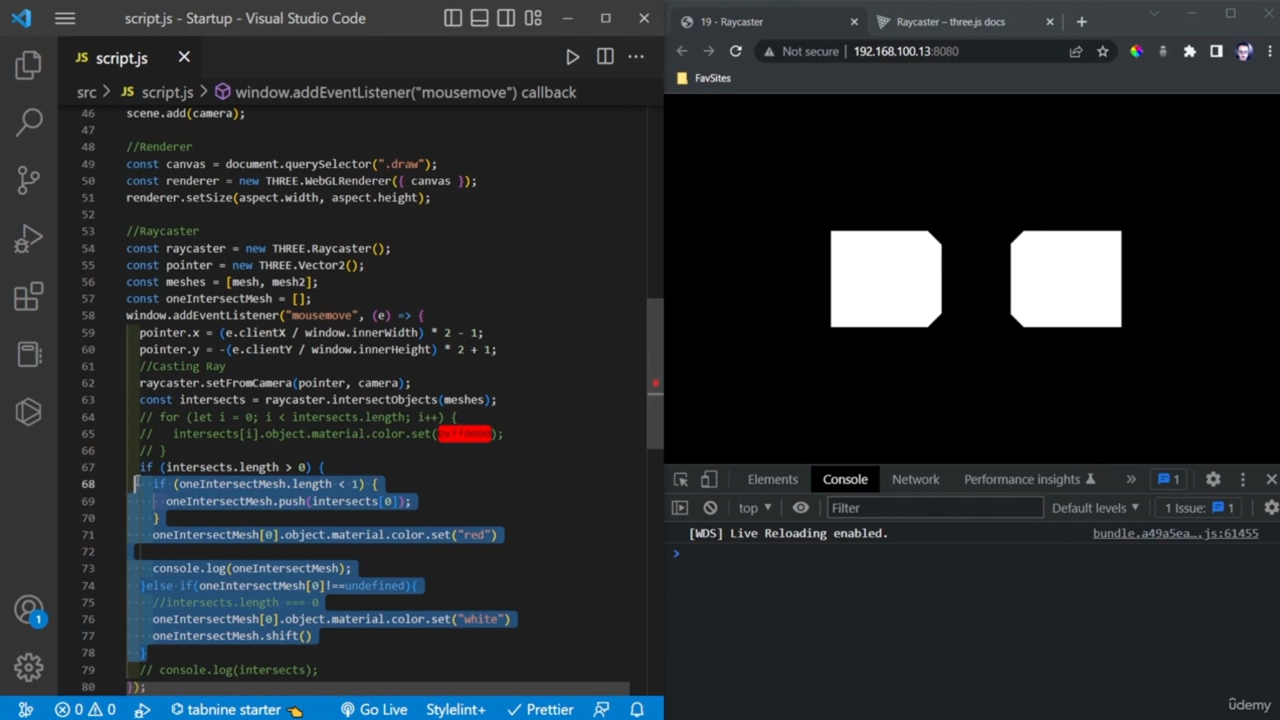 script.js - Startup - Visual Studio Code
JS script.js
src > JS script.js > window.addEventListener("mousemove") callback
46 scene.add(camera);
47
48 //Renderer
49 const canvas = document.querySelector(".draw");
50 const renderer = new THREE.WebGLRenderer({ canvas });
51 renderer.setSize(aspect.width, aspect.height);
52
53 //Raycaster
54 const raycaster = new THREE.Raycaster();
55 const pointer = new THREE.Vector2();
56 const meshes = [mesh, mesh2];
57 const oneIntersectMesh = [];
58 window.addEventListener("mousemove", (e) => {
59 pointer.x = (e.clientX / window.innerWidth) * 2 - 1;
60 pointer.y = -(e.clientY / window.innerHeight) * 2 + 1;
61 //Casting Ray
62 raycaster.setFromCamera(pointer, camera);
63 const intersects = raycaster.intersectObjects(meshes);
64 // for (let i = 0; i < intersects.length; i++) {
65 // intersects[i].object.material.color.set();
66 // }
67 if (intersects.length > 0) {
68 if (oneIntersectMesh.length < 1) {
69 oneIntersectMesh.push(intersects[0]);
70 }
71 oneIntersectMesh[0].object.material.color.set("red")
72
73 console.log(oneIntersectMesh);
74 }else if(oneIntersectMesh[0]!==undefined){
75 //intersects.length === 0
76 oneIntersectMesh[0].object.material.color.set("white")
77 oneIntersectMesh.shift()
78 }
79 // console.log(intersects);
80 });
1
0 0 tabnine starter Go Live Stylelint+ Prettier
19 - Raycaster
Raycaster – three.js docs
Not secure 192.168.100.13:8080
FavSites
Elements Console Network Performance insights 1
top Filter Default levels 1 Issue: 1
[WDS] Live Reloading enabled. bundle.a49a5ea….js:61455
ûdemy